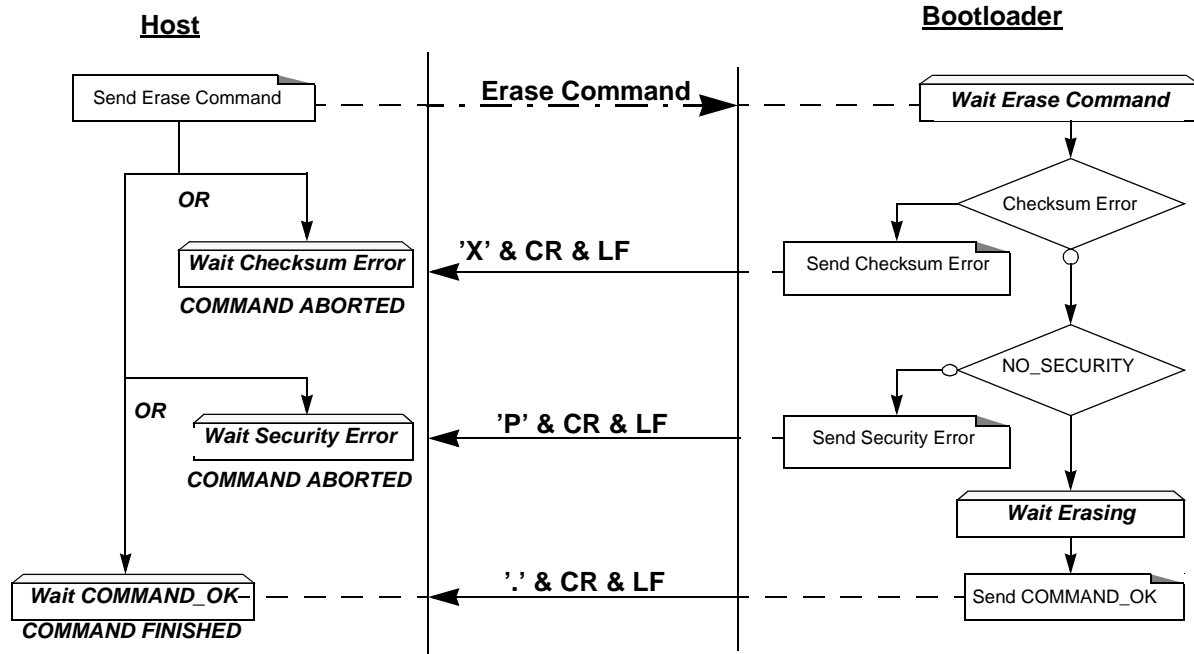 Host
Bootloader
Send Erase Command
Erase Command
Wait Erase Command
OR
Checksum Error
Wait Checksum Error
'X' & CR & LF
Send Checksum Error
COMMAND ABORTED
NO_SECURITY
OR
Wait Security Error
'P' & CR & LF
Send Security Error
COMMAND ABORTED
Wait Erasing
Wait COMMAND_OK
'.' & CR & LF
Send COMMAND_OK
COMMAND FINISHED